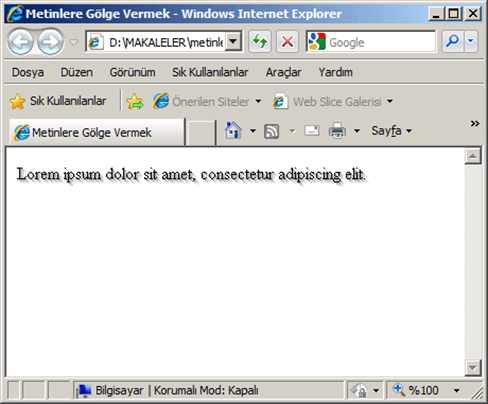 Metinlere Gölge Vermek - Windows Internet Explorer
D:\MAKALELER\metinle
Google
Dosya Düzen Görünüm Sık Kullanılanlar Araçlar Yardım
Sık Kullanılanlar Önerilen Siteler Web Slice Galerisi
Metinlere Gölge Vermek Sayfa »
Lorem ipsum dolor sit amet, consectetur adipiscing elit.
Bilgisayar | Korumalı Mod: Kapalı %100